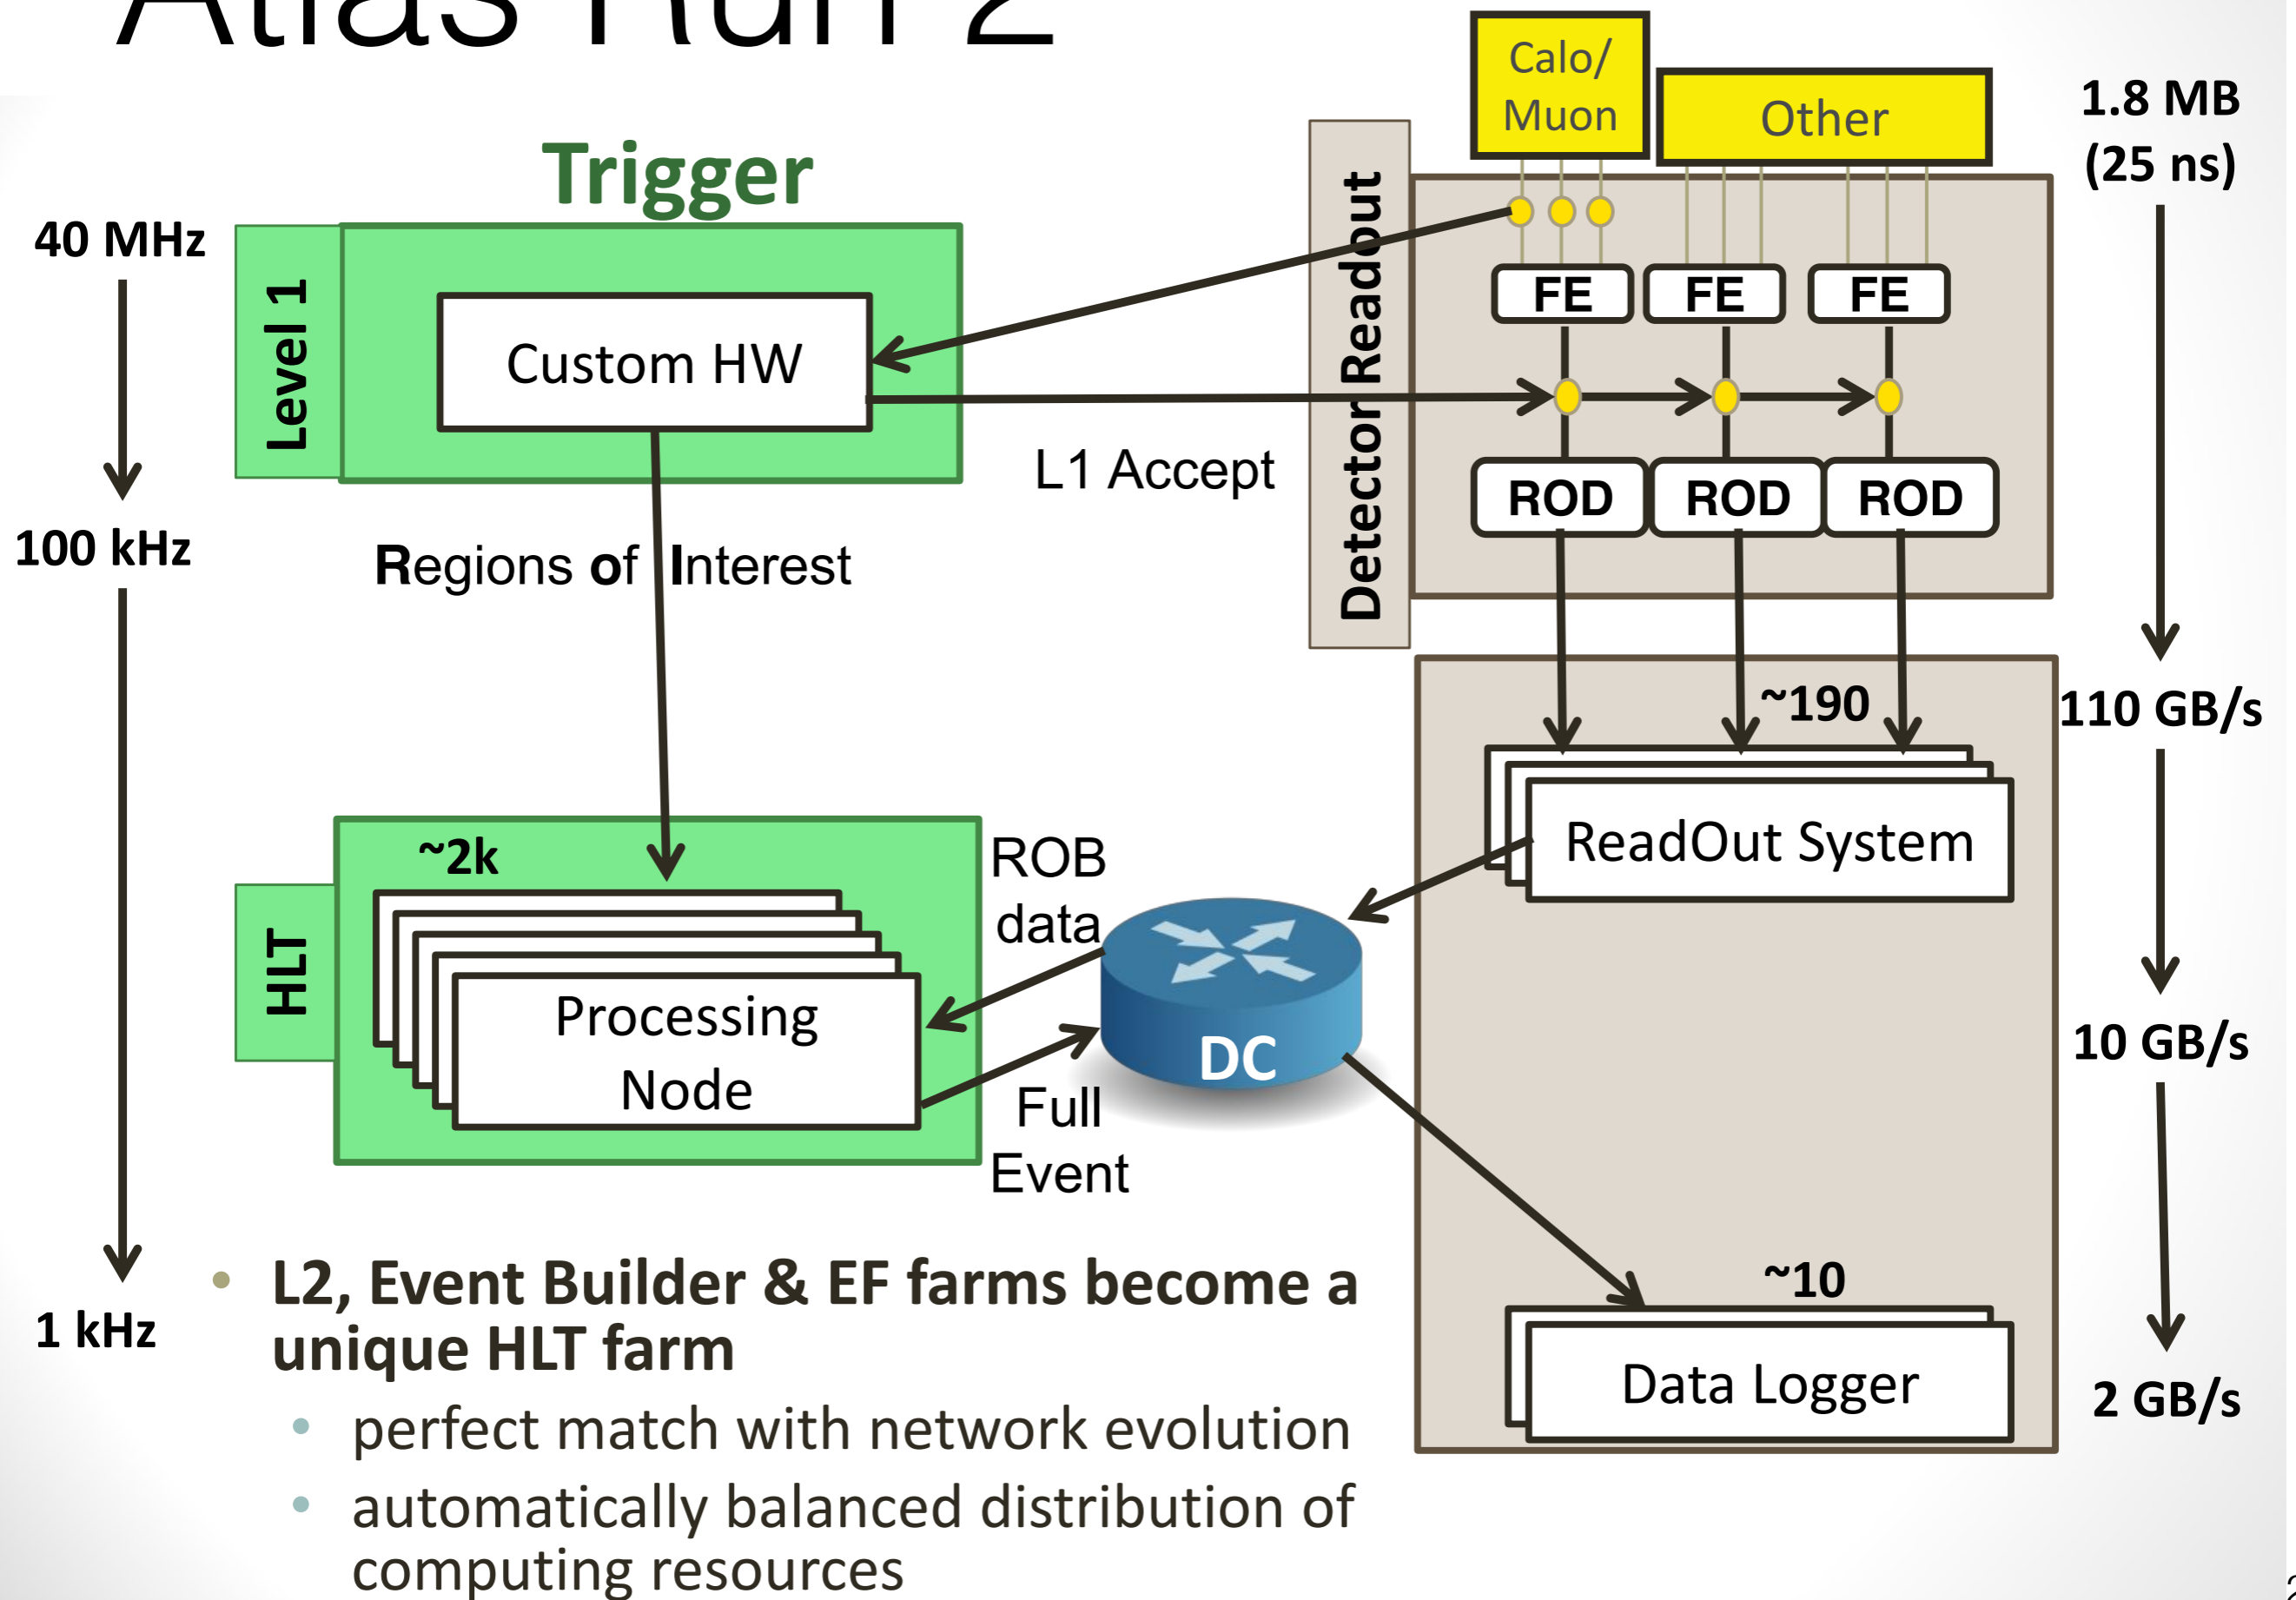 Atlas Run 2
Calo/
Muon
Other
1.8 MB
(25 ns)
Trigger
40 MHz
Level 1
Custom HW
Detector Readout
FE
FE
FE
L1 Accept
ROD
ROD
ROD
100 kHz
Regions of Interest
~190
110 GB/s
ReadOut System
~2k
ROB
data
HLT
Processing
Node
DC
10 GB/s
Full
Event
~10
1 kHz
Data Logger
2 GB/s
• L2, Event Builder & EF farms become a
unique HLT farm
• perfect match with network evolution
• automatically balanced distribution of
computing resources